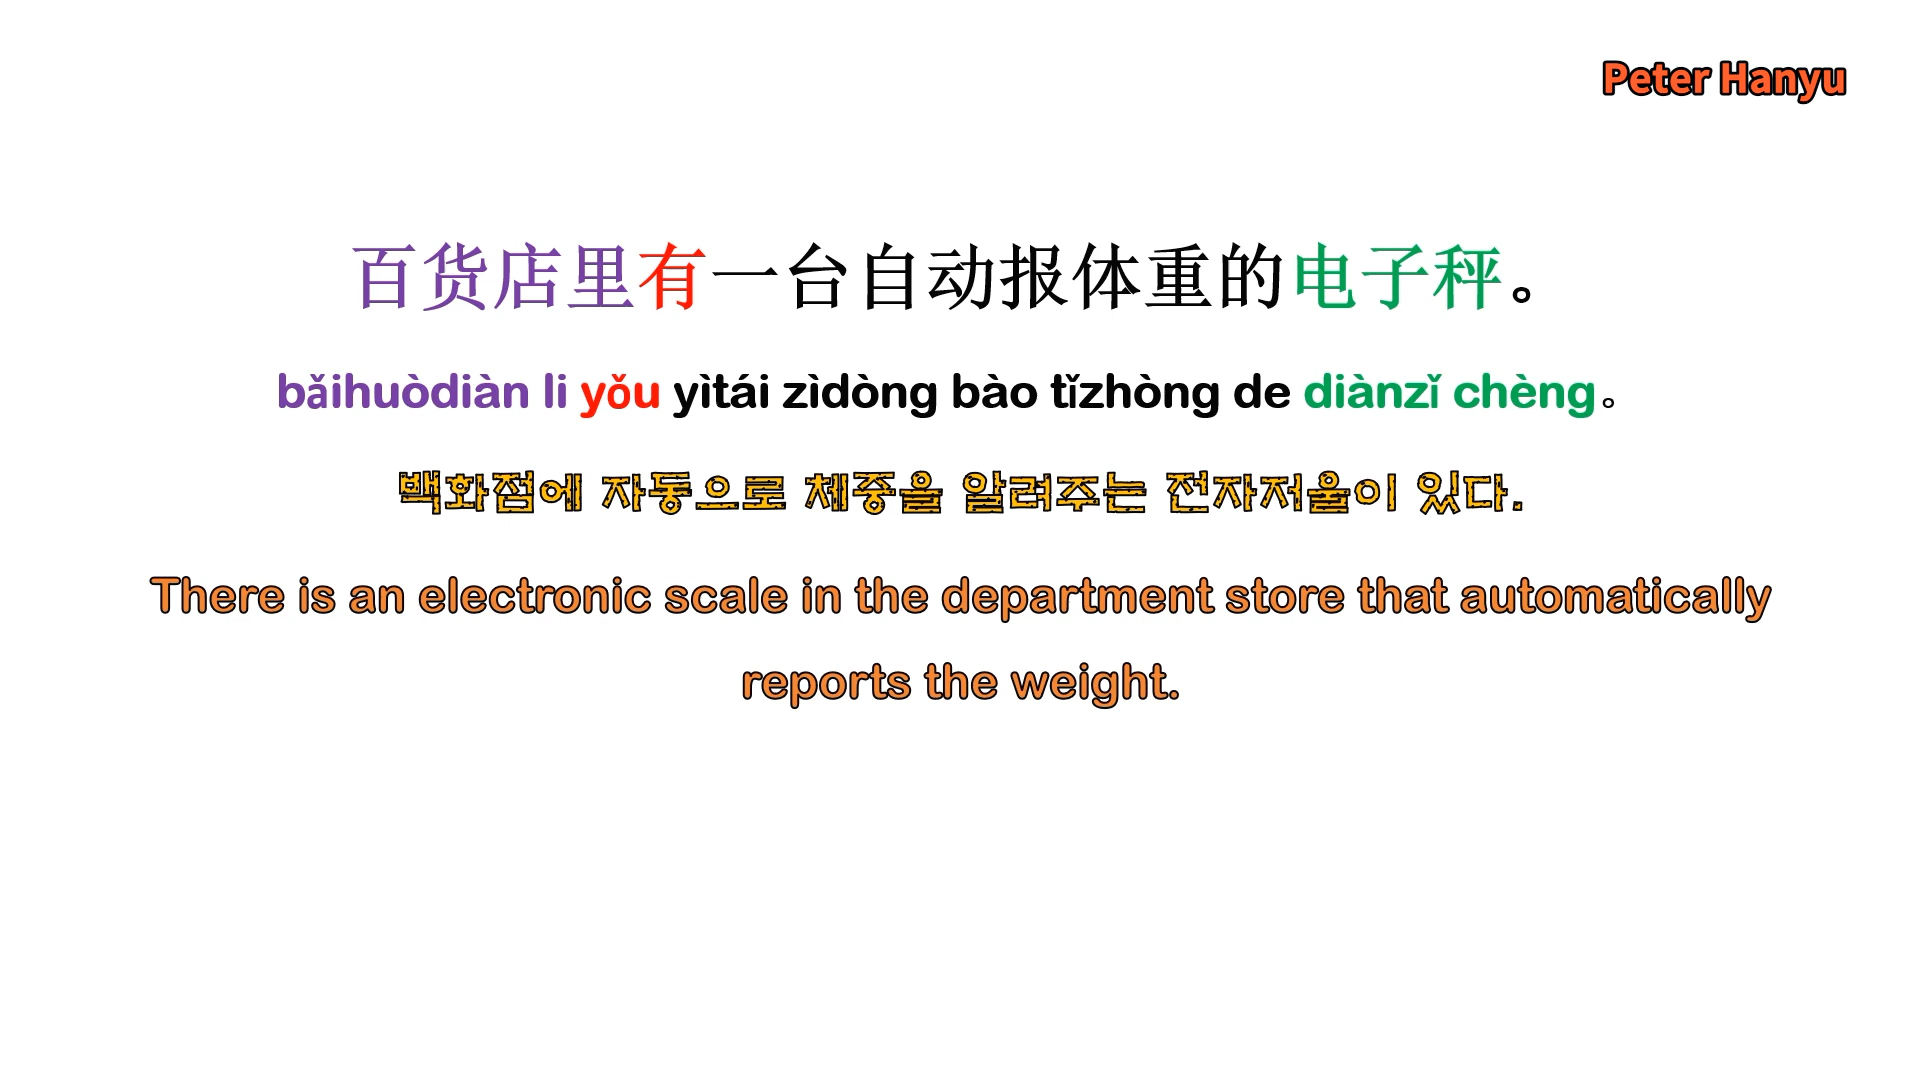 Peter Hanyu
百货店里有一台自动报体重的电子秤。
bǎihuòdiàn li yǒu yìtái zìdòng bào tǐzhòng de diànzǐ chèng。
백화점에 자동으로 체중을 알려주는 전자저울이 있다.
There is an electronic scale in the department store that automatically
reports the weight.